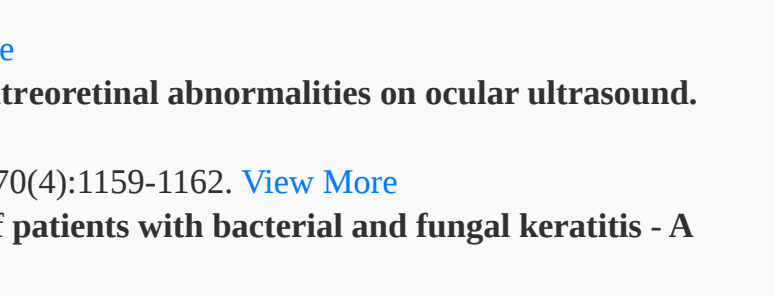 e
treoretinal abnormalities on ocular ultrasound.
70(4):1159-1162. View More
f patients with bacterial and fungal keratitis - A